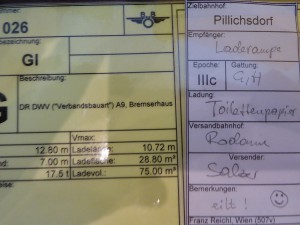 nummer:
026
bezeichnung:
GI
Beschreibung:
G
DR DWV ("Verbandsbauart") A9, Bremserhaus
Vmax:
12.80 m Ladelänge: 10.72 m
7.00 m Ladefläche: 28.80 m²
17.5 t Ladevol.: 75.00 m³
Zielbahnhof:
Pillichsdorf
Empfänger:
Laderampe
Epoche: Gattung:
IIIc G,H
Ladung:
Toilettenpapier
Versandbahnhof:
Rodaun
Versender:
Bemerkungen:
eilt!
Franz Reichl, Wien (507v)